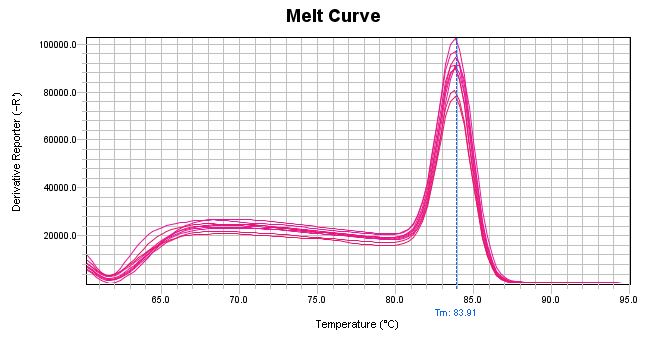 Melt Curve
100000.0
80000.0
60000.0
40000.0
20000.0
Derivative Reporter (-R')
65.0 70.0 75.0 80.0 85.0 90.0 95.0
Tm: 83.91
Temperature (°C)